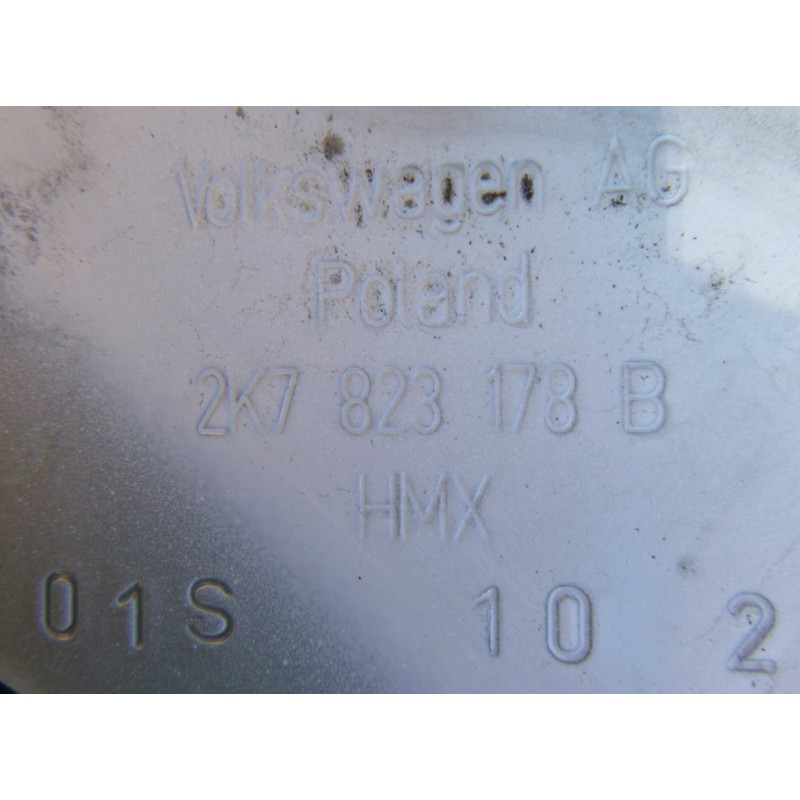 Volkswagen AG
Poland
2K7 823 178 B
HMX
01S 10 2